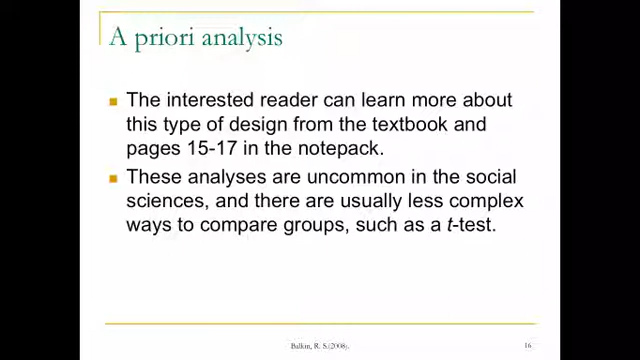 A priori analysis
The interested reader can learn more about
this type of design from the textbook and
pages 15-17 in the notepack.
These analyses are uncommon in the social
sciences, and there are usually less complex
ways to compare groups, such as a t-test.
Balkin, R. S.(2008).
16